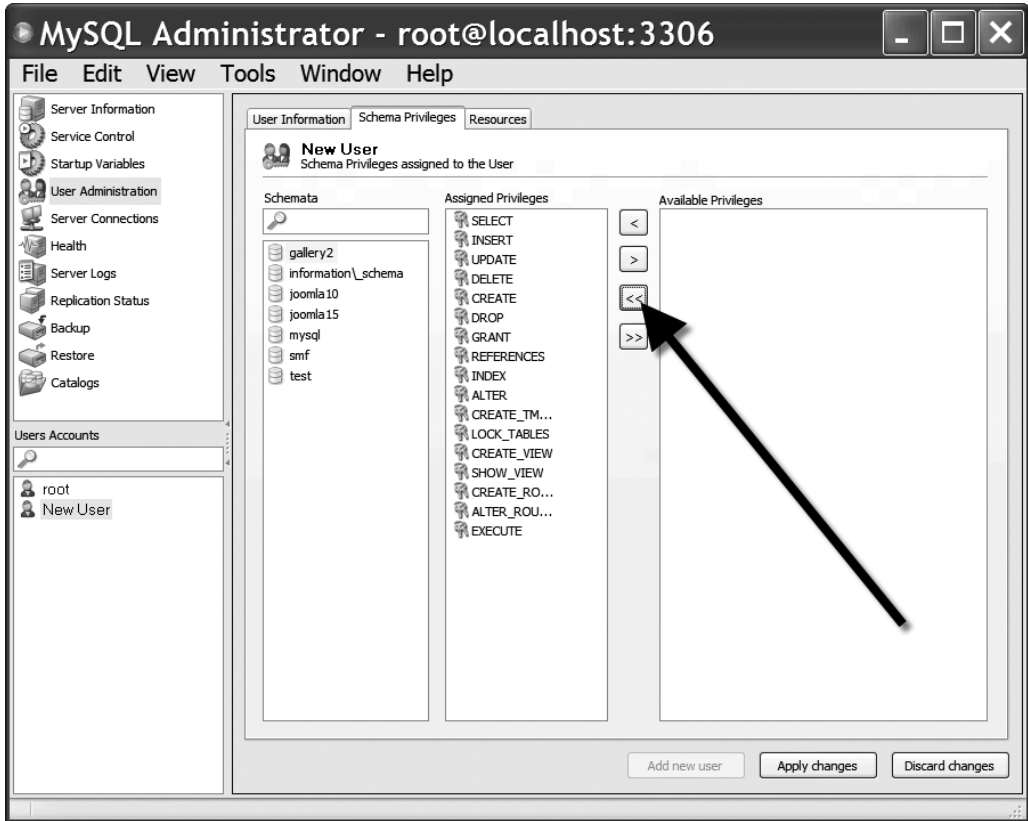 MySQL Administrator - root@localhost:3306
File Edit View Tools Window Help
Server Information
Service Control
Startup Variables
User Administration
Server Connections
Health
Server Logs
Replication Status
Backup
Restore
Catalogs
Users Accounts
root
New User
User Information Schema Privileges Resources
New User
Schema Privileges assigned to the User
Schemata
gallery2
information\_schema
joomla10
joomla15
mysql
smf
test
Assigned Privileges
SELECT
INSERT
UPDATE
DELETE
CREATE
DROP
GRANT
REFERENCES
INDEX
ALTER
CREATE_TM...
LOCK_TABLES
CREATE_VIEW
SHOW_VIEW
CREATE_RO...
ALTER_ROU...
EXECUTE
<
>
<<
>>
Available Privileges
Add new user Apply changes Discard changes